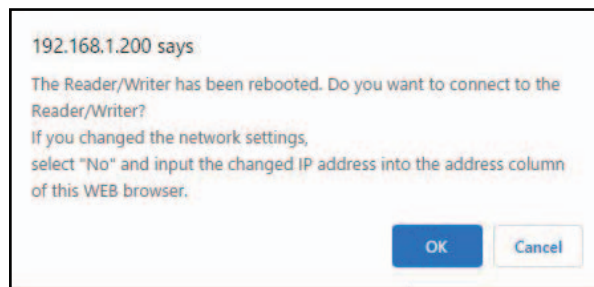 192.168.1.200 says
The Reader/Writer has been rebooted. Do you want to connect to the
Reader/Writer?
If you changed the network settings,
select "No" and input the changed IP address into the address column
of this WEB browser.
OK Cancel